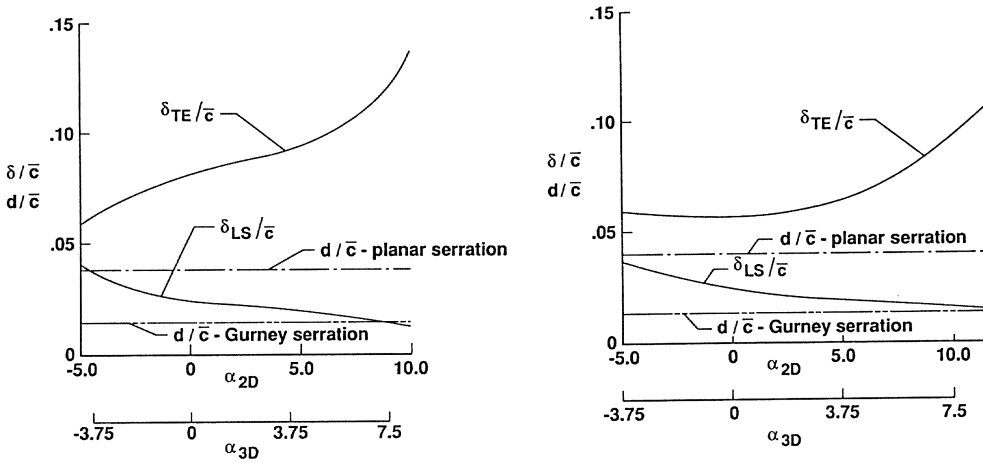 .15
.10
δTE/c̅
δ/c̅
d/c̅
δLS/c̅
.05
d/c̅ - planar serration
d/c̅ - Gurney serration
0
-5.0 0 5.0 10.0
α2D
-3.75 0 3.75 7.5
α3D
.15
.10
δTE/c̅
δ/c̅
d/c̅
.05
d/c̅ - planar serration
δLS/c̅
d/c̅ - Gurney serration
0
-5.0 0 5.0
α2D
-3.75 0 3.75 7.5
α3D